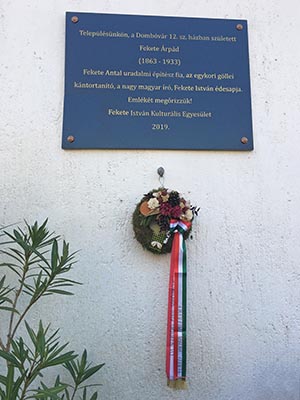 Településünkön, a Dombóvár 12. sz. házban született
Fekete Árpád
(1863 - 1933)
Fekete Antal uradalmi építész fia, az egykori göllei
kántortanító, a nagy magyar író, Fekete István édesapja.
Emlékét megőrizzük!
Fekete István Kulturális Egyesület
2019.